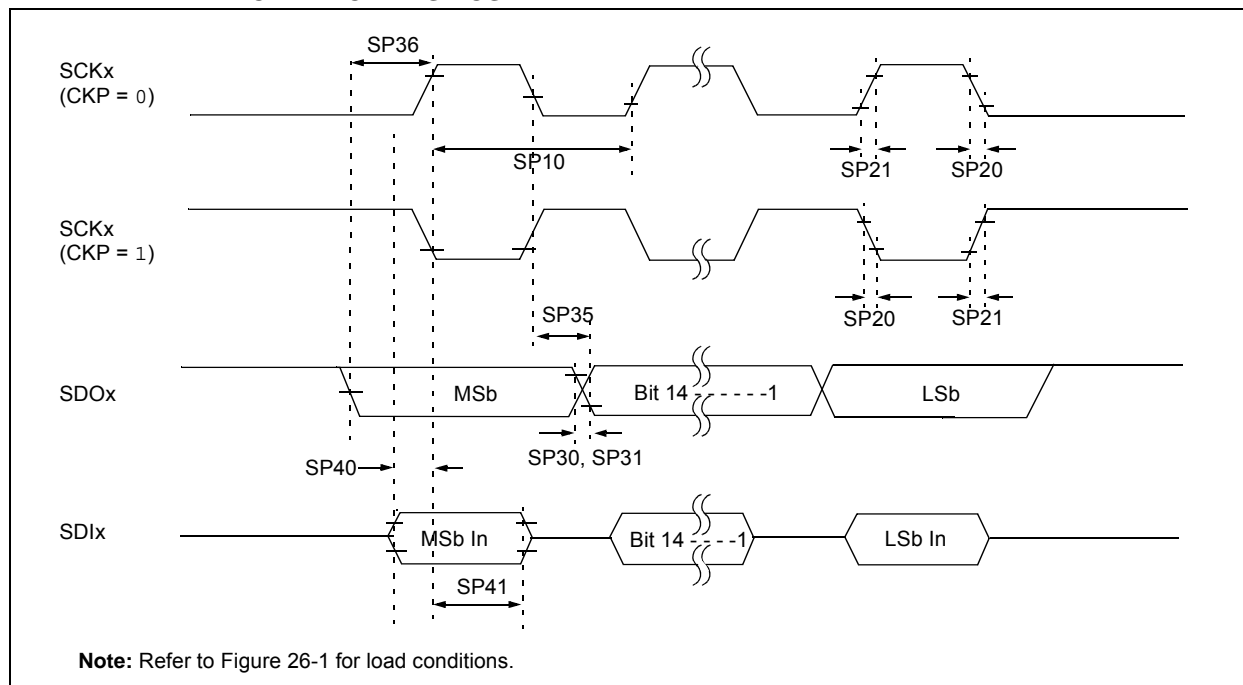 SP36
SCKx
(CKP = 0)
SP10
SP21
SP20
SCKx
(CKP = 1)
SP35
SP20
SP21
SDOx
MSb
Bit 14 - - - - - -1
LSb
SP30, SP31
SP40
SDIx
MSb In
Bit 14 - - - - -1
LSb In
SP41
Note: Refer to Figure 26-1 for load conditions.